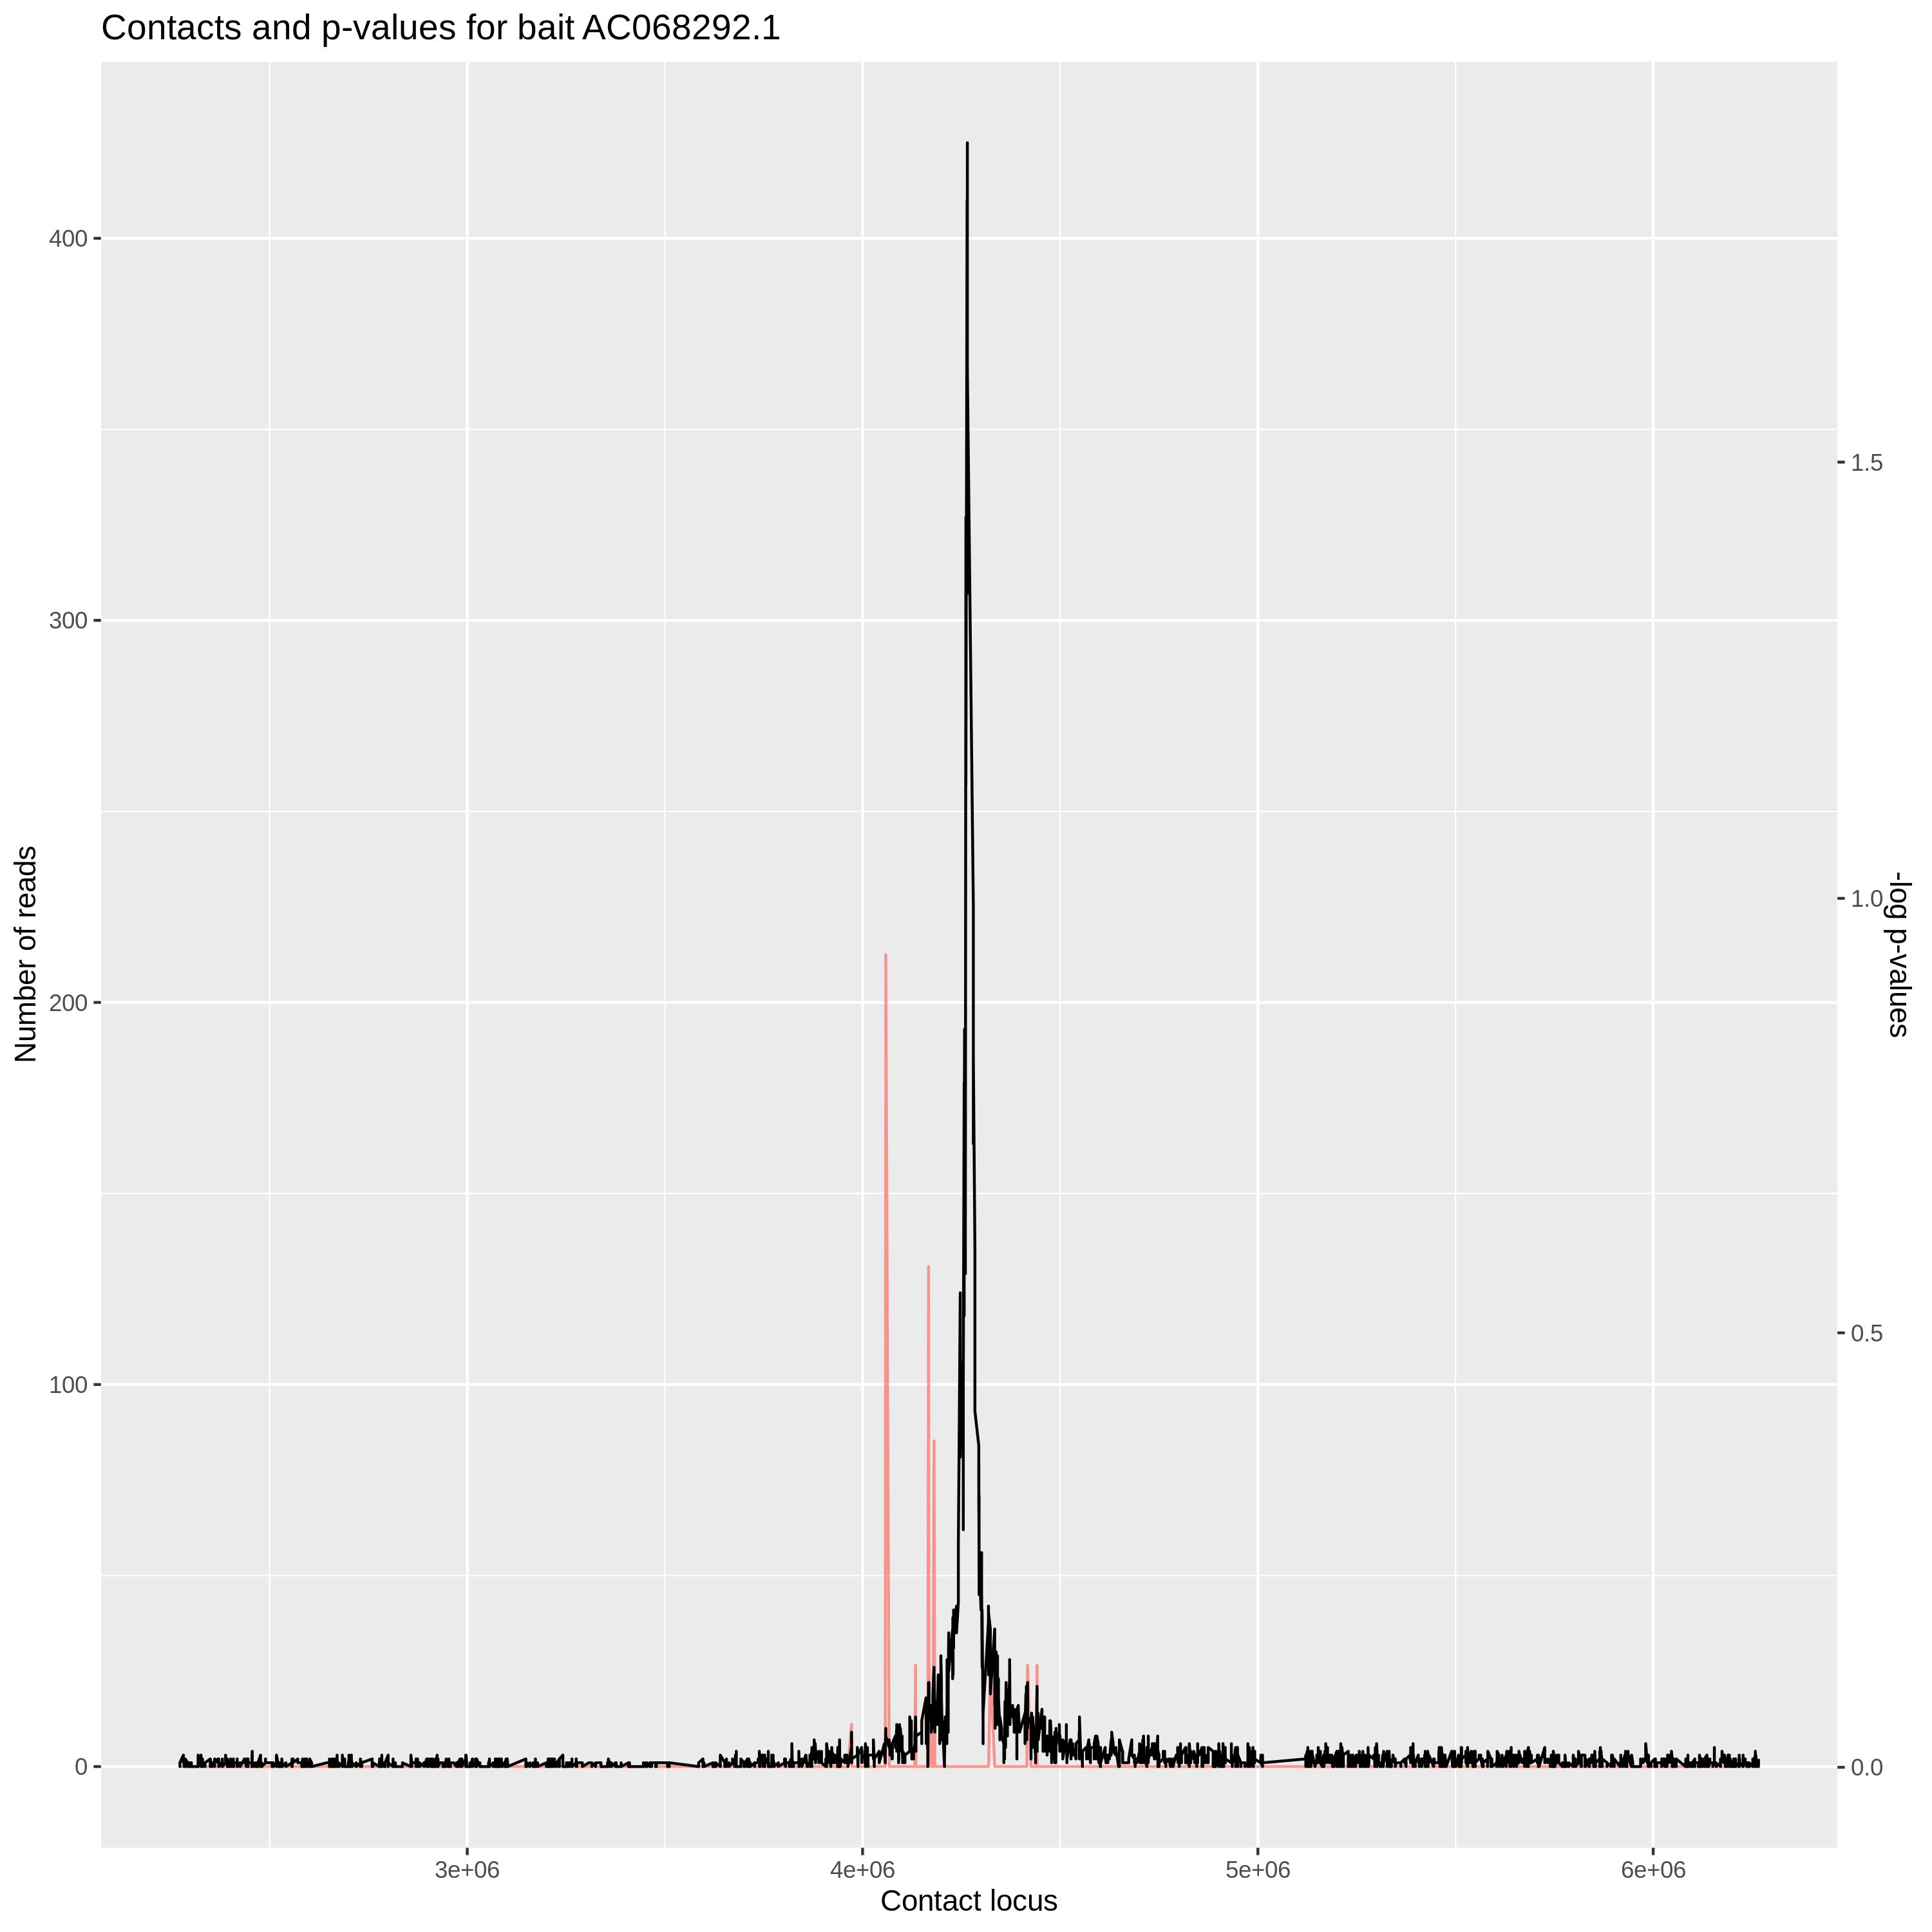 Contacts and p-values for bait AC068292.1
400
300
200
100
0
Number of reads
1.5
1.0
0.5
0.0
-log p-values
3e+06
4e+06
5e+06
6e+06
Contact locus